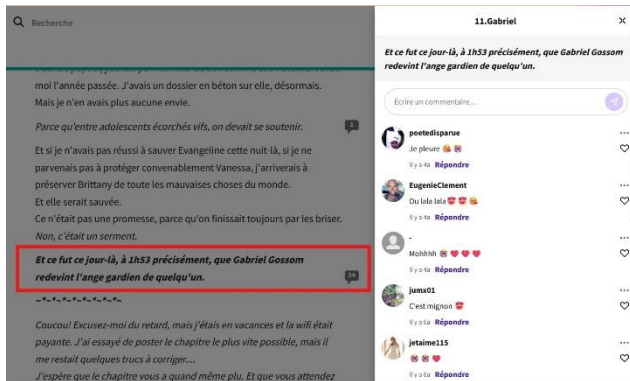 Recherche
moi l'année passée. J'avais un dossier en béton sur elle, désormais.
Mais je n'en avais plus aucune envie.
Parce qu'entre adolescents écorchés vifs, on devait se soutenir.
1
Et si je n'avais pas réussi à sauver Evangeline cette nuit-là, si je ne
parvenais pas à protéger convenablement Vanessa, j'arriverais à
préserver Brittany de toute les mauvaises choses du monde.
Et elle serait sauvée.
Ce n'était pas une promesse, parce qu'on finissait toujours par les briser.
Non, c'était un serment.
Et ce fut ce jour-là, à 1h53 précisément, que Gabriel Gossom
redevint l'ange gardien de quelqu'un.
14
~*~*~*~*~*~*~*~*~
Coucou! Excusez-moi du retard, mais j'étais en vacances et la wifi était
payante. J'ai essayé de poster le chapitre le plus vite possible, mais il
me restait quelques trucs à corriger....
J'espère que le chapitre vous a quand même plu. Et que vous attendez
11.Gabriel
Et ce fut ce jour-là, à 1h53 précisément, que Gabriel Gossom
redevint l'ange gardien de quelqu'un.
Écrire un commentaire...
poetedisparue
Je pleure
Il y a 4a Répondre
EugenieClement
Ou lala lala
Il y a 4a Répondre
-
Mohhhh
Il y a 4a Répondre
jumx01
C'est mignon
Il y a 6a Répondre
jetaime115
Il y a 6a Répondre